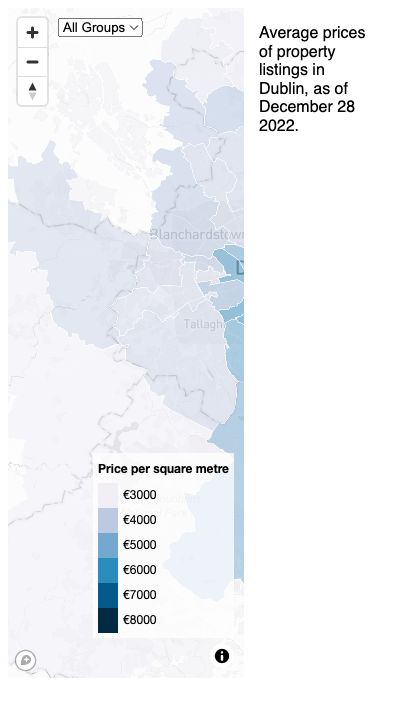 All Groups
Average prices
of property
listings in
Dublin, as of
December 28
2022.
Blanchardstow
D
Tallagh
Price per square metre
€3000
€4000
€5000
€6000
€7000
€8000